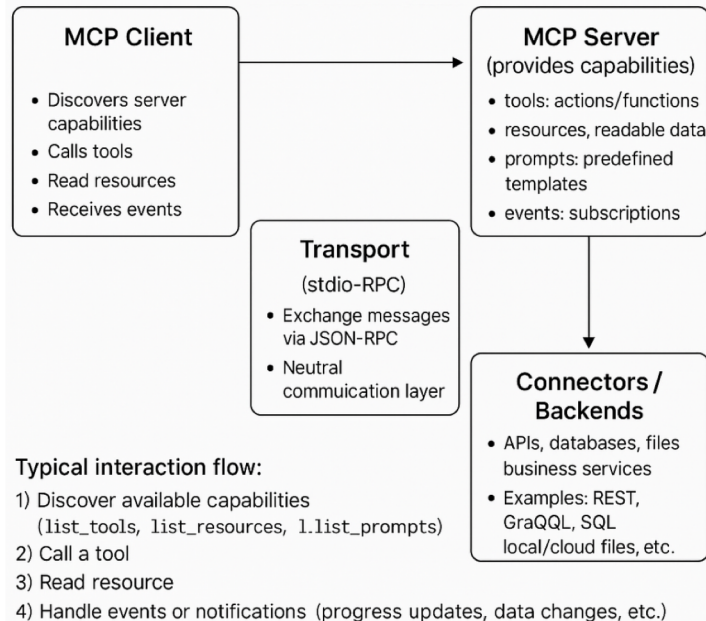 MCP Client
• Discovers server
capabilities
• Calls tools
• Read resources
• Receives events
MCP Server
(provides capabilities)
• tools: actions/functions
• resources, readable data
• prompts: predefined
templates
• events: subscriptions
Transport
(stdio-RPC)
• Exchange messages
via JSON-RPC
• Neutral
commuication layer
Connectors /
Backends
• APIs, databases, files
business services
• Examples: REST,
GraQQL, SQL
local/cloud files, etc.
Typical interaction flow:
1) Discover available capabilities
(list_tools, list_resources, l.list_prompts)
2) Call a tool
3) Read resource
4) Handle events or notifications (progress updates, data changes, etc.)